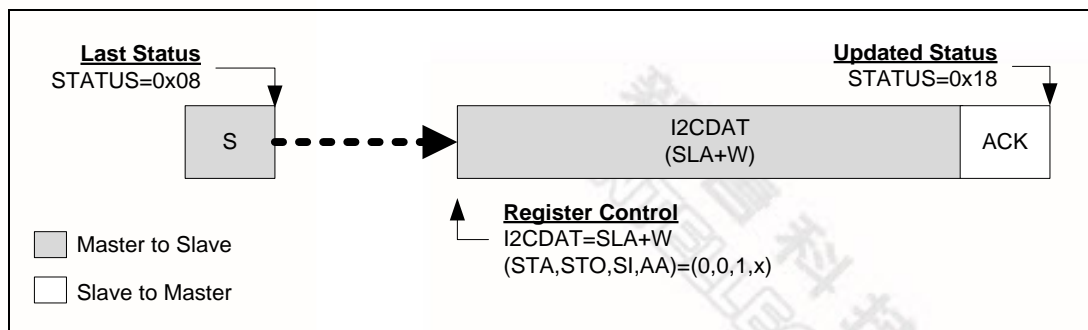 Last Status
STATUS=0x08
Updated Status
STATUS=0x18
S
I2CDAT
(SLA+W)
ACK
Register Control
I2CDAT=SLA+W
(STA,STO,SI,AA)=(0,0,1,x)
Master to Slave
Slave to Master